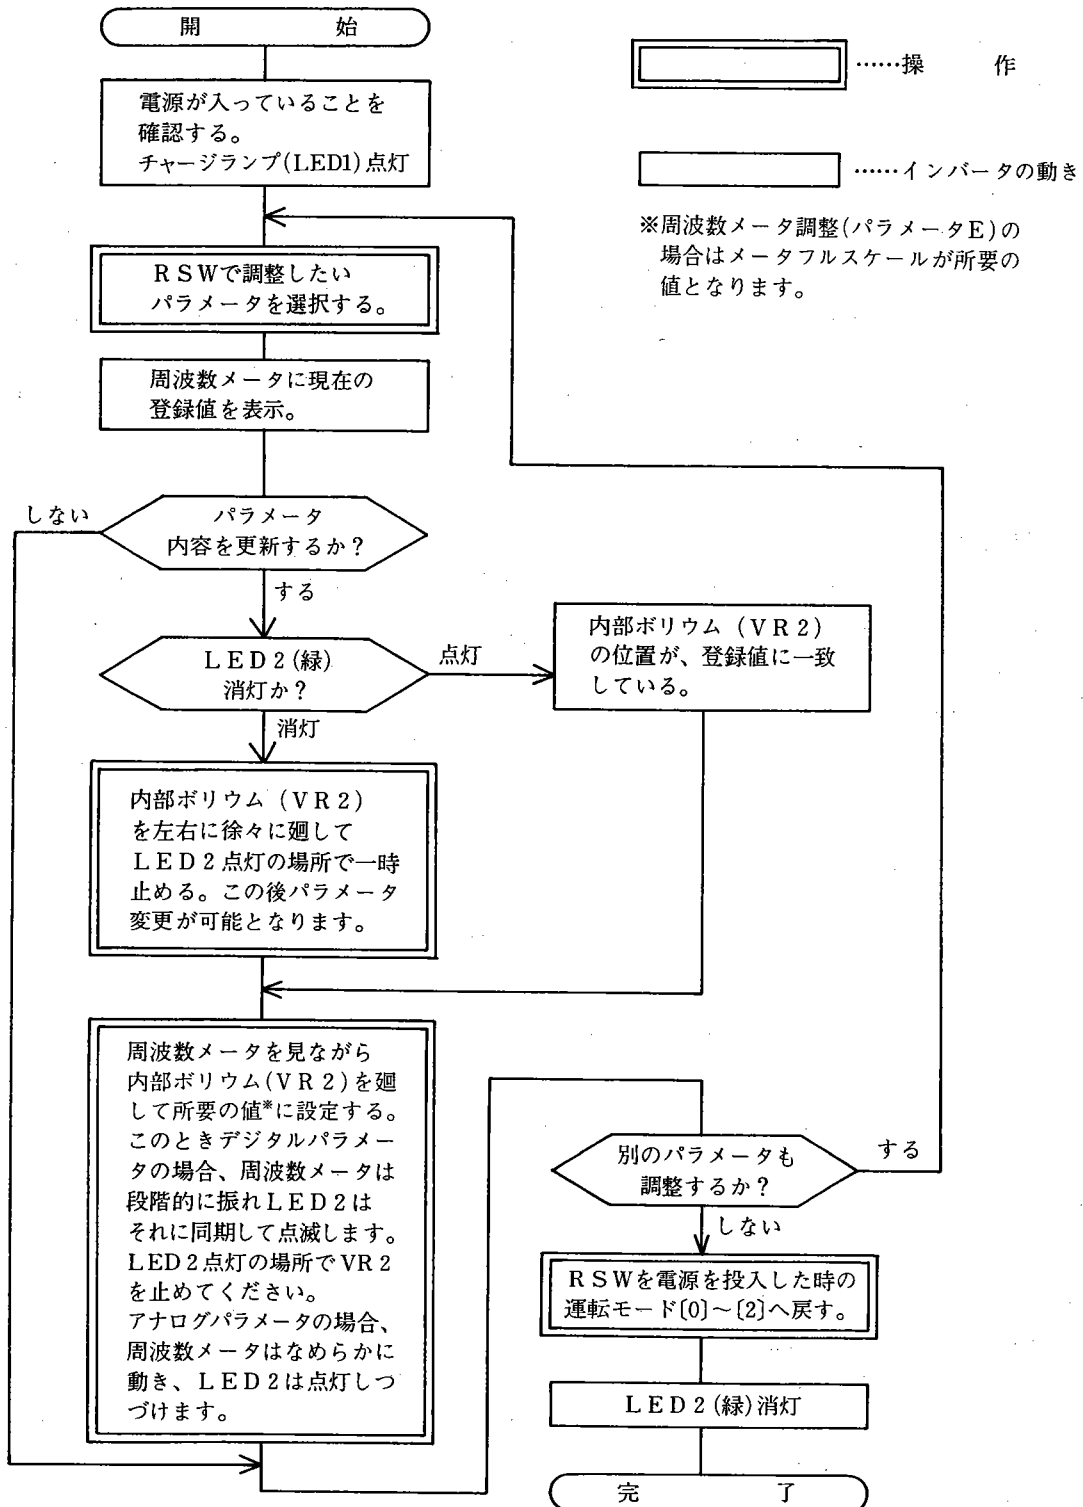 開 始
電源が入っていることを
確認する。
チャージランプ(LED1)点灯
RSWで調整したい
パラメータを選択する。
周波数メータに現在の
登録値を表示。
しない
パラメータ
内容を更新するか？
する
LED2(緑)
消灯か？
点灯
内部ボリウム（VR2）
の位置が、登録値に一致
している。
消灯
内部ボリウム（VR2）
を左右に徐々に廻して
LED2点灯の場所で一時
止める。この後パラメータ
変更が可能となります。
周波数メータを見ながら
内部ボリウム(VR2)を廻
して所要の値※に設定する。
このときデジタルパラメー
タの場合、周波数メータは
段階的に振れLED2は
それに同期して点滅します。
LED2点灯の場所でVR2
を止めてください。
アナログパラメータの場合、
周波数メータはなめらかに
動き、LED2は点灯しつ
づけます。
別のパラメータも
調整するか？
する
しない
RSWを電源を投入した時の
運転モード〔0〕〜〔2〕へ戻す。
LED2(緑)消灯
完 了
……操 作
……インバータの動き
※周波数メータ調整(パラメータE)の
場合はメータフルスケールが所要の
値となります。